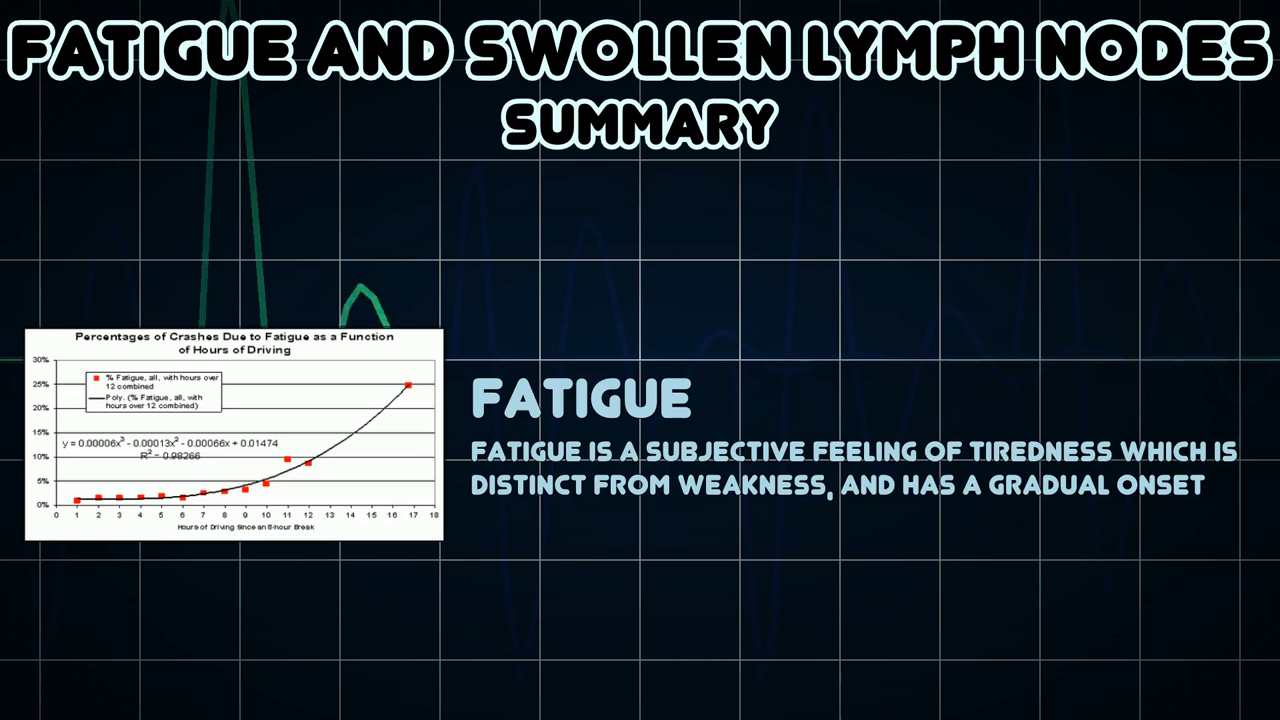 FATIGUE AND SWOLLEN LYMPH NODES
SUMMARY
Percentages of Crashes Due to Fatigue as a Function
of Hours of Driving
30%
25%
20%
15%
10%
5%
0%
% Fatigue, all, with hours over
12 combined
Poly. (% Fatigue, all, with
hours over 12 combined)
y = 0.00006x³ - 0.00013x² - 0.00066x + 0.01474
R² = 0.98266
0 1 2 3 4 5 6 7 8 9 10 11 12 13 14 15 16 17 18
Hours of Driving Since an 8-hour Break
FATIGUE
FATIGUE IS A SUBJECTIVE FEELING OF TIREDNESS WHICH IS
DISTINCT FROM WEAKNESS, AND HAS A GRADUAL ONSET